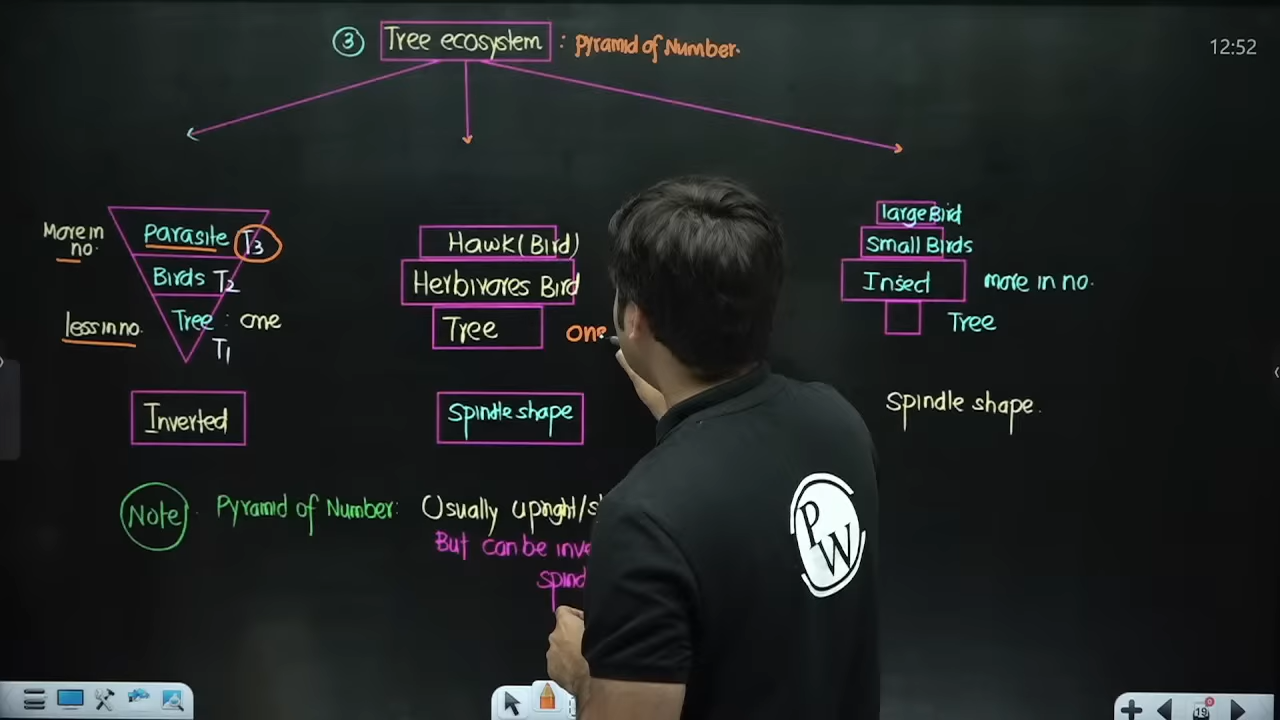 ③ Tree ecosystem : Pyramid of Number.
12:52
More in no.
Parasite T3
Birds T2
less in no. Tree : one
T1
Inverted
Hawk (Bird)
Herbivores Bird
Tree one
Spindle shape
large Bird
Small Birds
Insect more in no.
Tree
Spindle shape.
Note Pyramid of Number: Usually upright/
But can be
PW
19